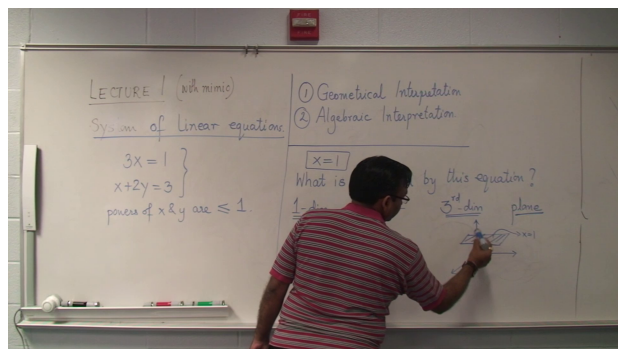 LECTURE 1 (with mimic)
System of Linear equations.
3x = 1
x+2y = 3
powers of x & y are ≤ 1.
① Geometrical Interpretation
② Algebraic Interpretation.
x=1
What is by this equation?
1-dim 3rd-dim plane
x=1